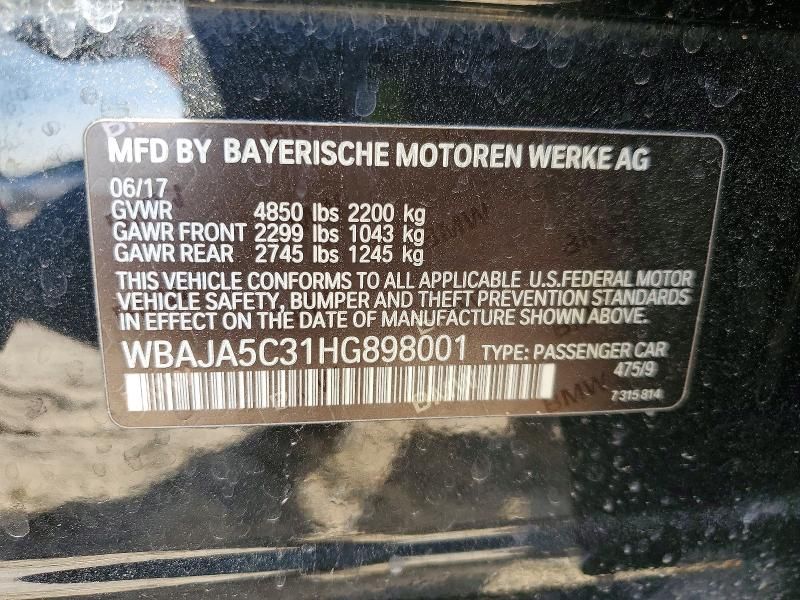 MFD BY BAYERISCHE MOTOREN WERKE AG
06/17
GVWR 4850 lbs 2200 kg
GAWR FRONT 2299 lbs 1043 kg
GAWR REAR 2745 lbs 1245 kg
THIS VEHICLE CONFORMS TO ALL APPLICABLE U.S.FEDERAL MOTOR
VEHICLE SAFETY, BUMPER AND THEFT PREVENTION STANDARDS
IN EFFECT ON THE DATE OF MANUFACTURE SHOWN ABOVE.
WBAJA5C31HG898001 TYPE: PASSENGER CAR
475/9
7 315 814